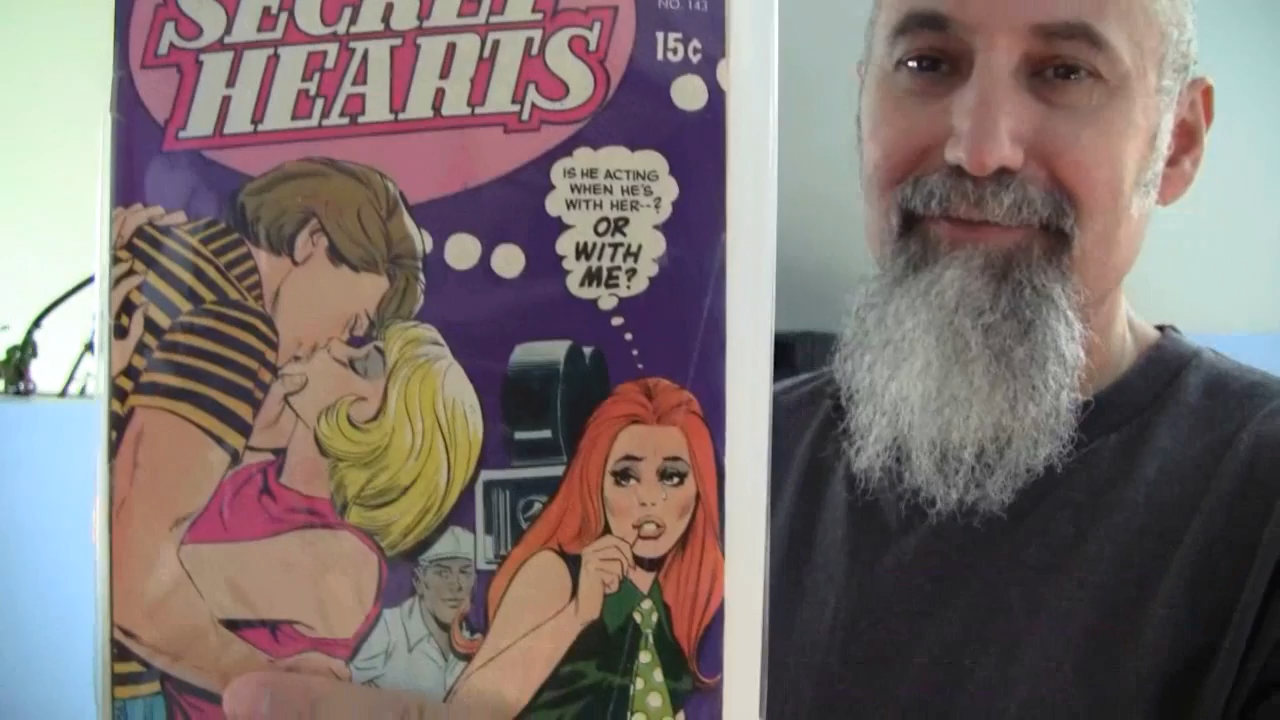 SECRET
NO. 143
HEARTS
15¢
IS HE ACTING
WHEN HE'S
WITH HER--?
OR
WITH
ME?